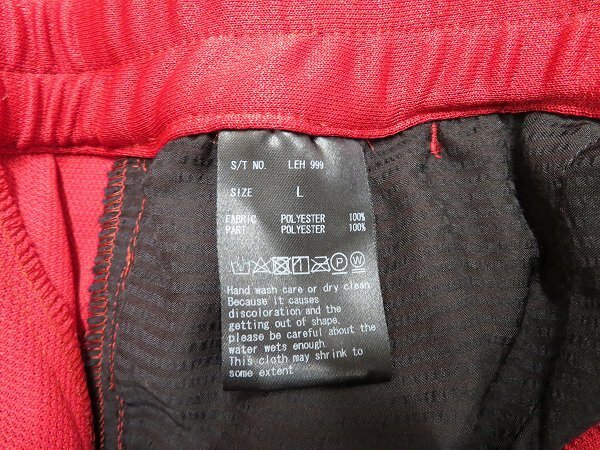 S/T NO. LEH 999
SIZE L
FABRIC POLYESTER 100%
PART POLYESTER 100%
P W
Hand wash care or dry clean
Because it causes
discoloration and the
getting out of shape,
please be careful about the
water wets enough.
This cloth may shrink to
some extent